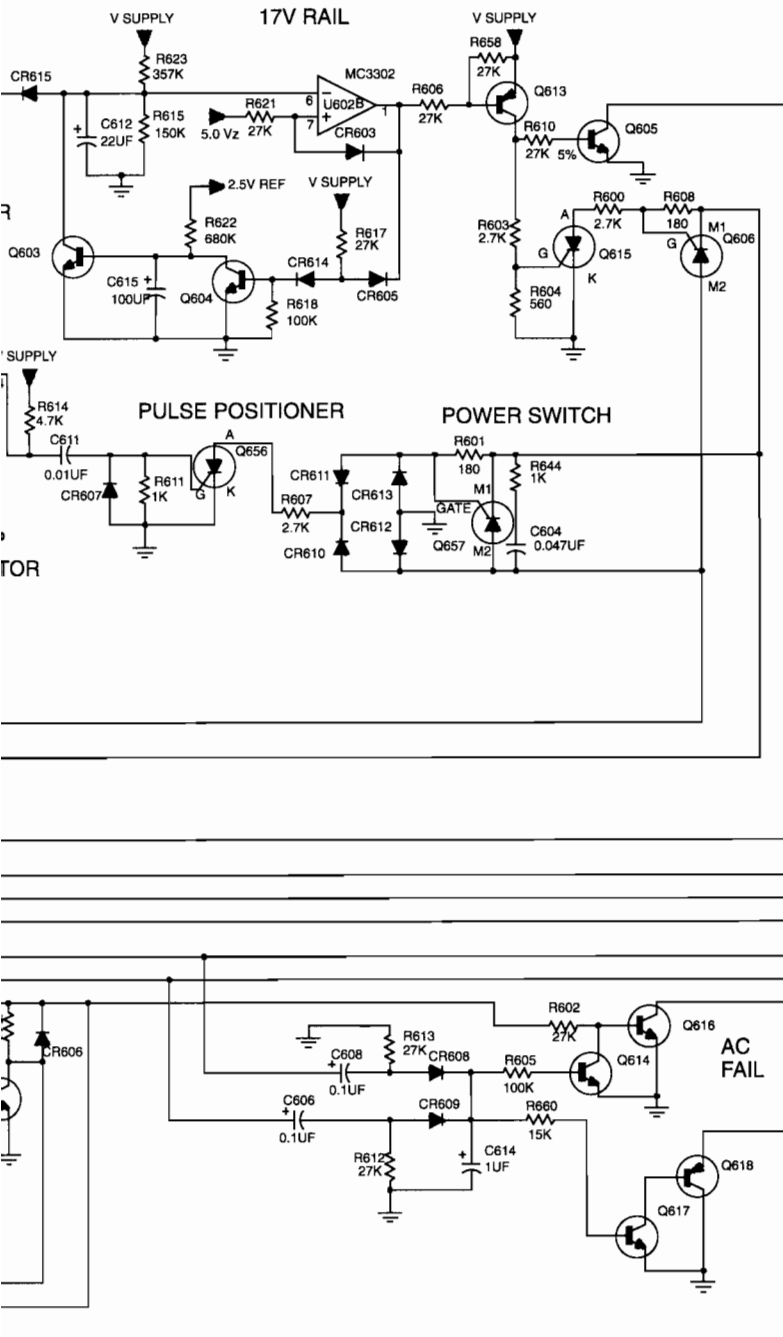 17V RAIL
V SUPPLY
R623
357K
CR615
C612
22UF
+
R615
150K
R621
27K
5.0 Vz
MC3302
6
−
U602B
7
+
1
CR603
R606
27K
V SUPPLY
R658
27K
Q613
R610
27K 5%
Q605
2.5V REF
R622
680K
V SUPPLY
R617
27K
CR614
CR605
Q603
C615
100UF
+
Q604
R618
100K
R603
2.7K
R604
560
A
G
K
Q615
R600
2.7K
R608
180
G
M1
Q606
M2
R
SUPPLY
R614
4.7K
C611
0.01UF
CR607
R611
1K
PULSE POSITIONER
A
Q656
G
K
R607
2.7K
POWER SWITCH
CR611
CR613
CR612
CR610
R601
180
M1
GATE
Q657
M2
R644
1K
C604
0.047UF
TOR
CR606
R613
27K
C608
+
0.1UF
CR608
C606
+
0.1UF
CR609
R612
27K
+
C614
1UF
R605
100K
R660
15K
R602
27K
Q614
Q616
AC
FAIL
Q617
Q618